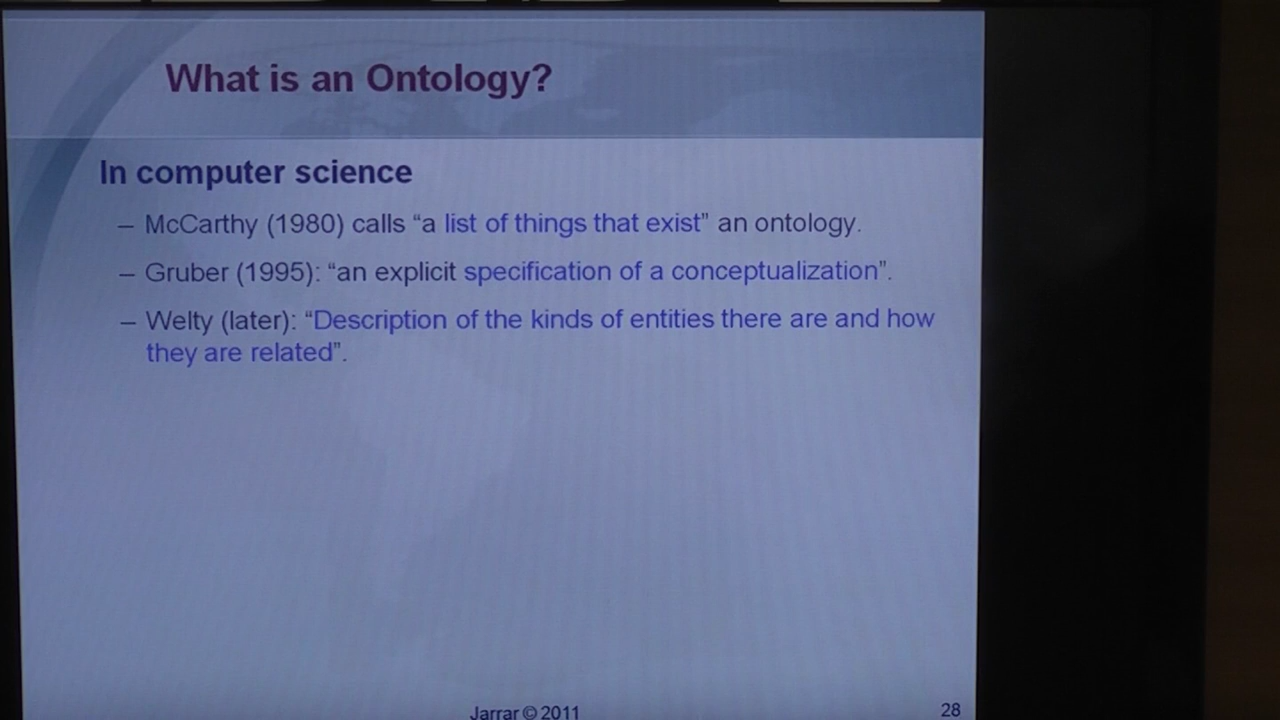 What is an Ontology?
In computer science
– McCarthy (1980) calls “a list of things that exist” an ontology.
– Gruber (1995): “an explicit specification of a conceptualization”.
– Welty (later): “Description of the kinds of entities there are and how
they are related”.
Jarrar © 2011
28